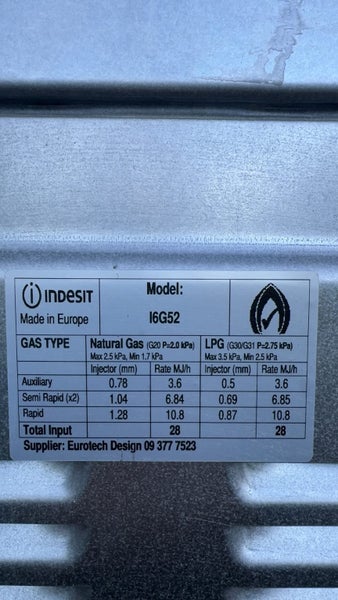 indesit
Model:
Made in Europe
I6G52
GAS TYPE Natural Gas (G20 P=2.0 kPa) LPG (G30/G31 P=2.75 kPa)
Max 2.5 kPa, Min 1.7 kPa Max 3.5 kPa, Min 2.5 kPa
Injector (mm) Rate MJ/h Injector (mm) Rate MJ/h
Auxiliary 0.78 3.6 0.5 3.6
Semi Rapid (x2) 1.04 6.84 0.69 6.85
Rapid 1.28 10.8 0.87 10.8
Total Input 28 28
Supplier: Eurotech Design 09 377 7523